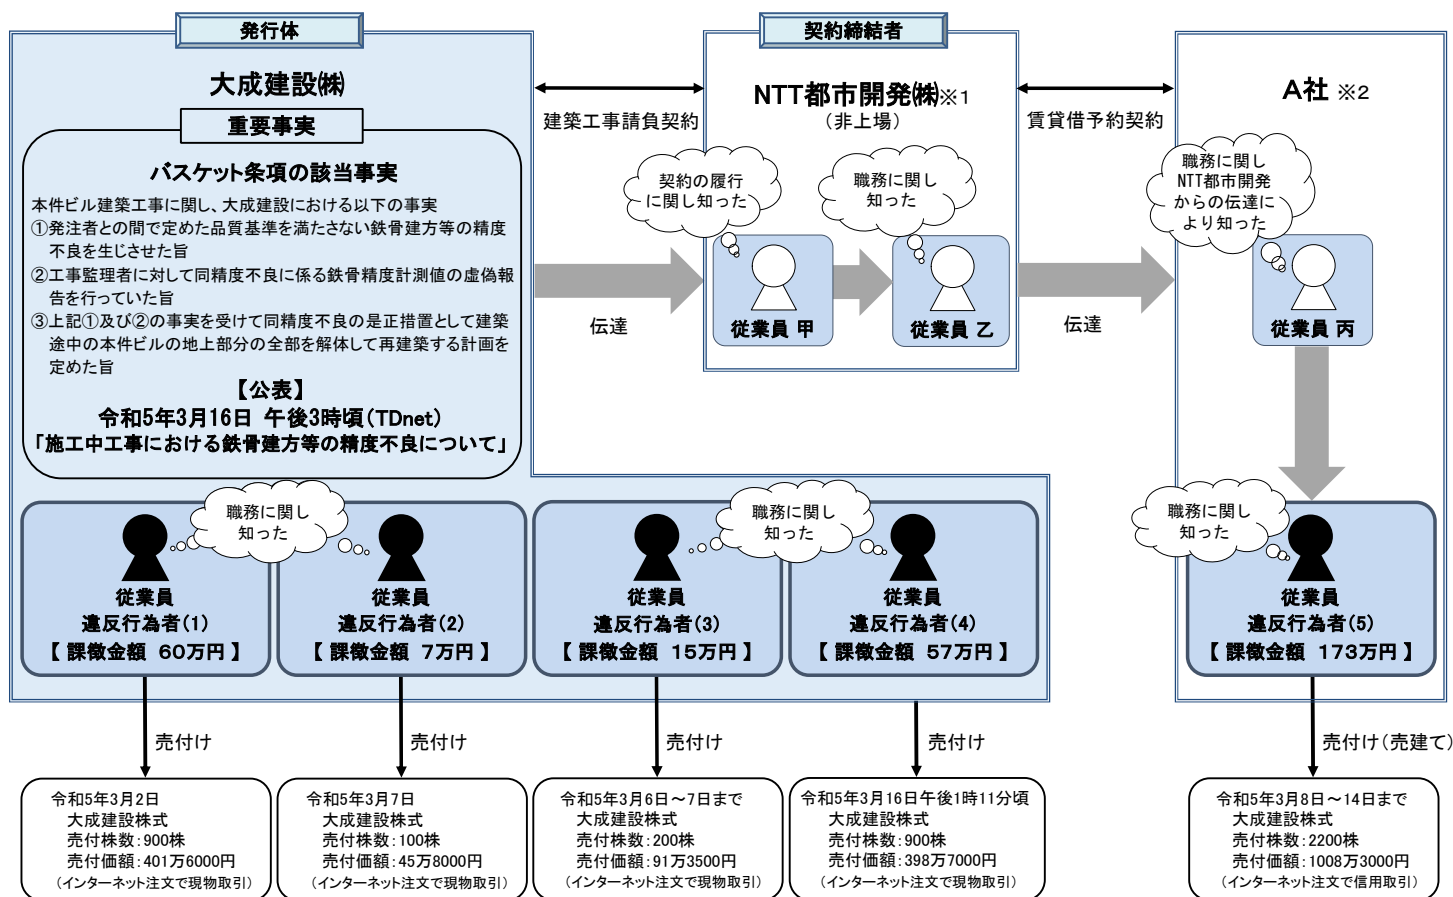 発行体
大成建設㈱
重要事実
バスケット条項の該当事実
本件ビル建築工事に関し、大成建設における以下の事実
①発注者との間で定めた品質基準を満たさない鉄骨建方等の精度
不良を生じさせた旨
②工事監理者に対して同精度不良に係る鉄骨精度計測値の虚偽報
告を行っていた旨
③上記①及び②の事実を受けて同精度不良の是正措置として建築
途中の本件ビルの地上部分の全部を解体して再建築する計画を
定めた旨
【公表】
令和5年3月16日 午後3時頃(TDnet)
「施工中工事における鉄骨建方等の精度不良について」
建築工事請負契約
伝達
契約締結者
NTT都市開発㈱※1
(非上場)
契約の履行
に関し知った
職務に関し
知った
従業員 甲
従業員 乙
賃貸借予約契約
伝達
A社 ※2
職務に関し
NTT都市開発
からの伝達に
より知った
従業員 丙
職務に関し
知った
従業員
違反行為者(1)
【 課徴金額 60万円 】
従業員
違反行為者(2)
【 課徴金額 7万円 】
職務に関し
知った
従業員
違反行為者(3)
【 課徴金額 15万円 】
従業員
違反行為者(4)
【 課徴金額 57万円 】
職務に関し
知った
従業員
違反行為者(5)
【 課徴金額 173万円 】
売付け
売付け
売付け
売付け
売付け(売建て)
令和5年3月2日
大成建設株式
売付株数:900株
売付価額:401万6000円
(インターネット注文で現物取引)
令和5年3月7日
大成建設株式
売付株数:100株
売付価額:45万8000円
(インターネット注文で現物取引)
令和5年3月6日~7日まで
大成建設株式
売付株数:200株
売付価額:91万3500円
(インターネット注文で現物取引)
令和5年3月16日午後1時11分頃
大成建設株式
売付株数:900株
売付価額:398万7000円
(インターネット注文で現物取引)
令和5年3月8日~14日まで
大成建設株式
売付株数:2200株
売付価額:1008万3000円
(インターネット注文で信用取引)